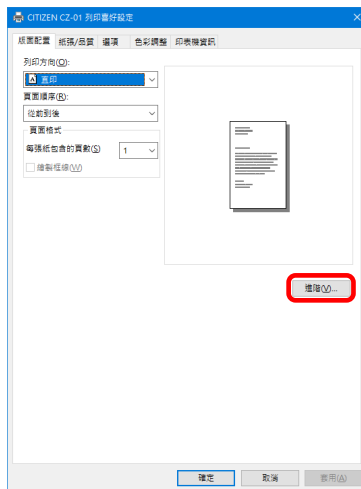 CITIZEN CZ-01 列印喜好設定
版面配置 紙張/品質 選項 色彩調整 印表機資訊
列印方向(O):
A 直印
頁面順序(R):
從前到後
頁面格式
每張紙包含的頁數(S) 1
繪製框線(W)
進階(V)...
確定 取消 套用(A)